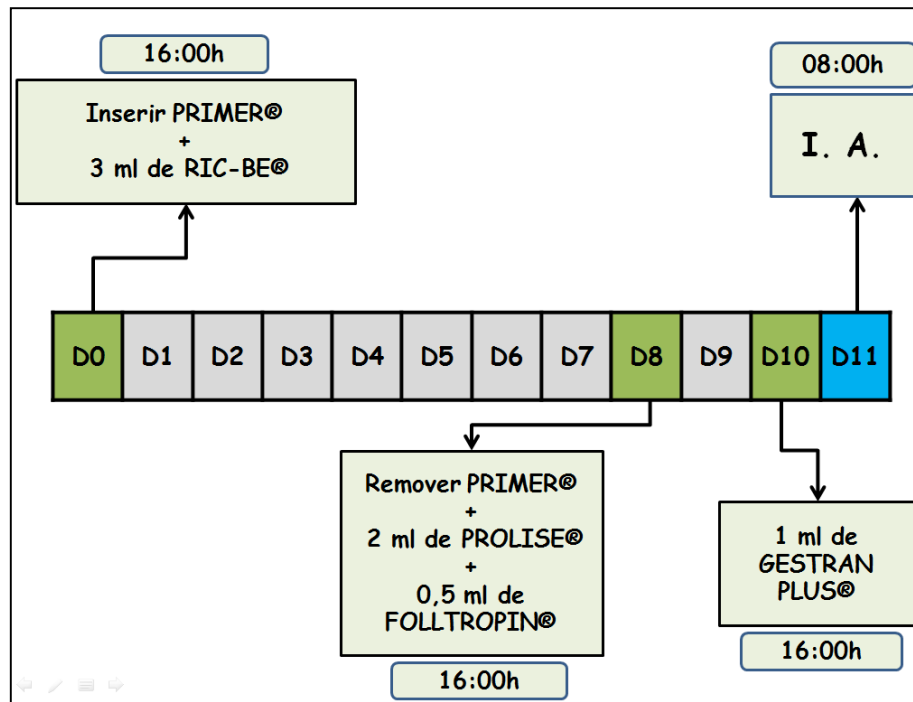 16:00h
Inserir PRIMER®
+
3 ml de RIC-BE®
08:00h
I. A.
D0 D1 D2 D3 D4 D5 D6 D7 D8 D9 D10 D11
Remover PRIMER®
+
2 ml de PROLISE®
+
0,5 ml de
FOLLTROPIN®
16:00h
1 ml de
GESTRAN
PLUS®
16:00h